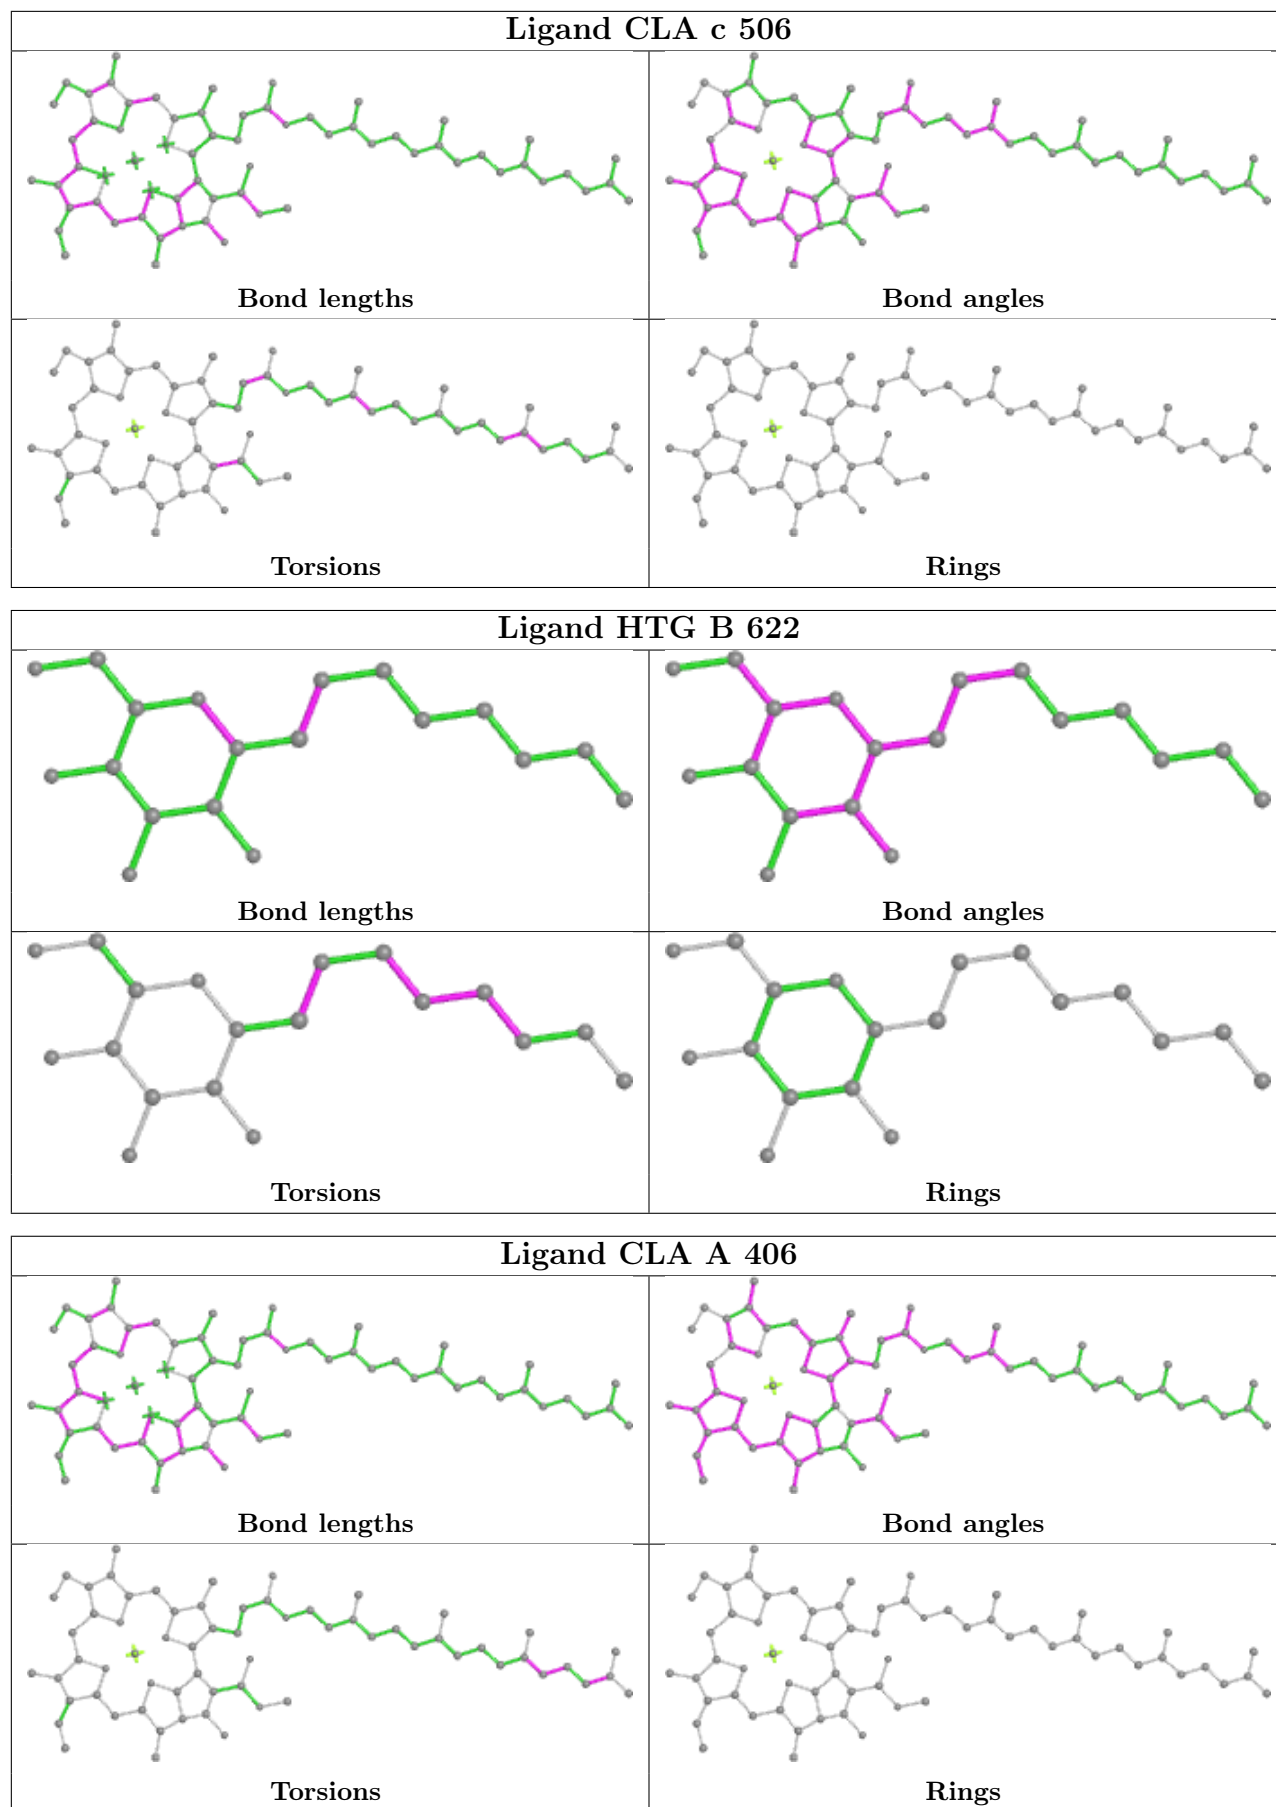 Ligand CLA c 506
Bond lengths
Bond angles
Torsions
Rings
Ligand HTG B 622
Bond lengths
Bond angles
Torsions
Rings
Ligand CLA A 406
Bond lengths
Bond angles
Torsions
Rings